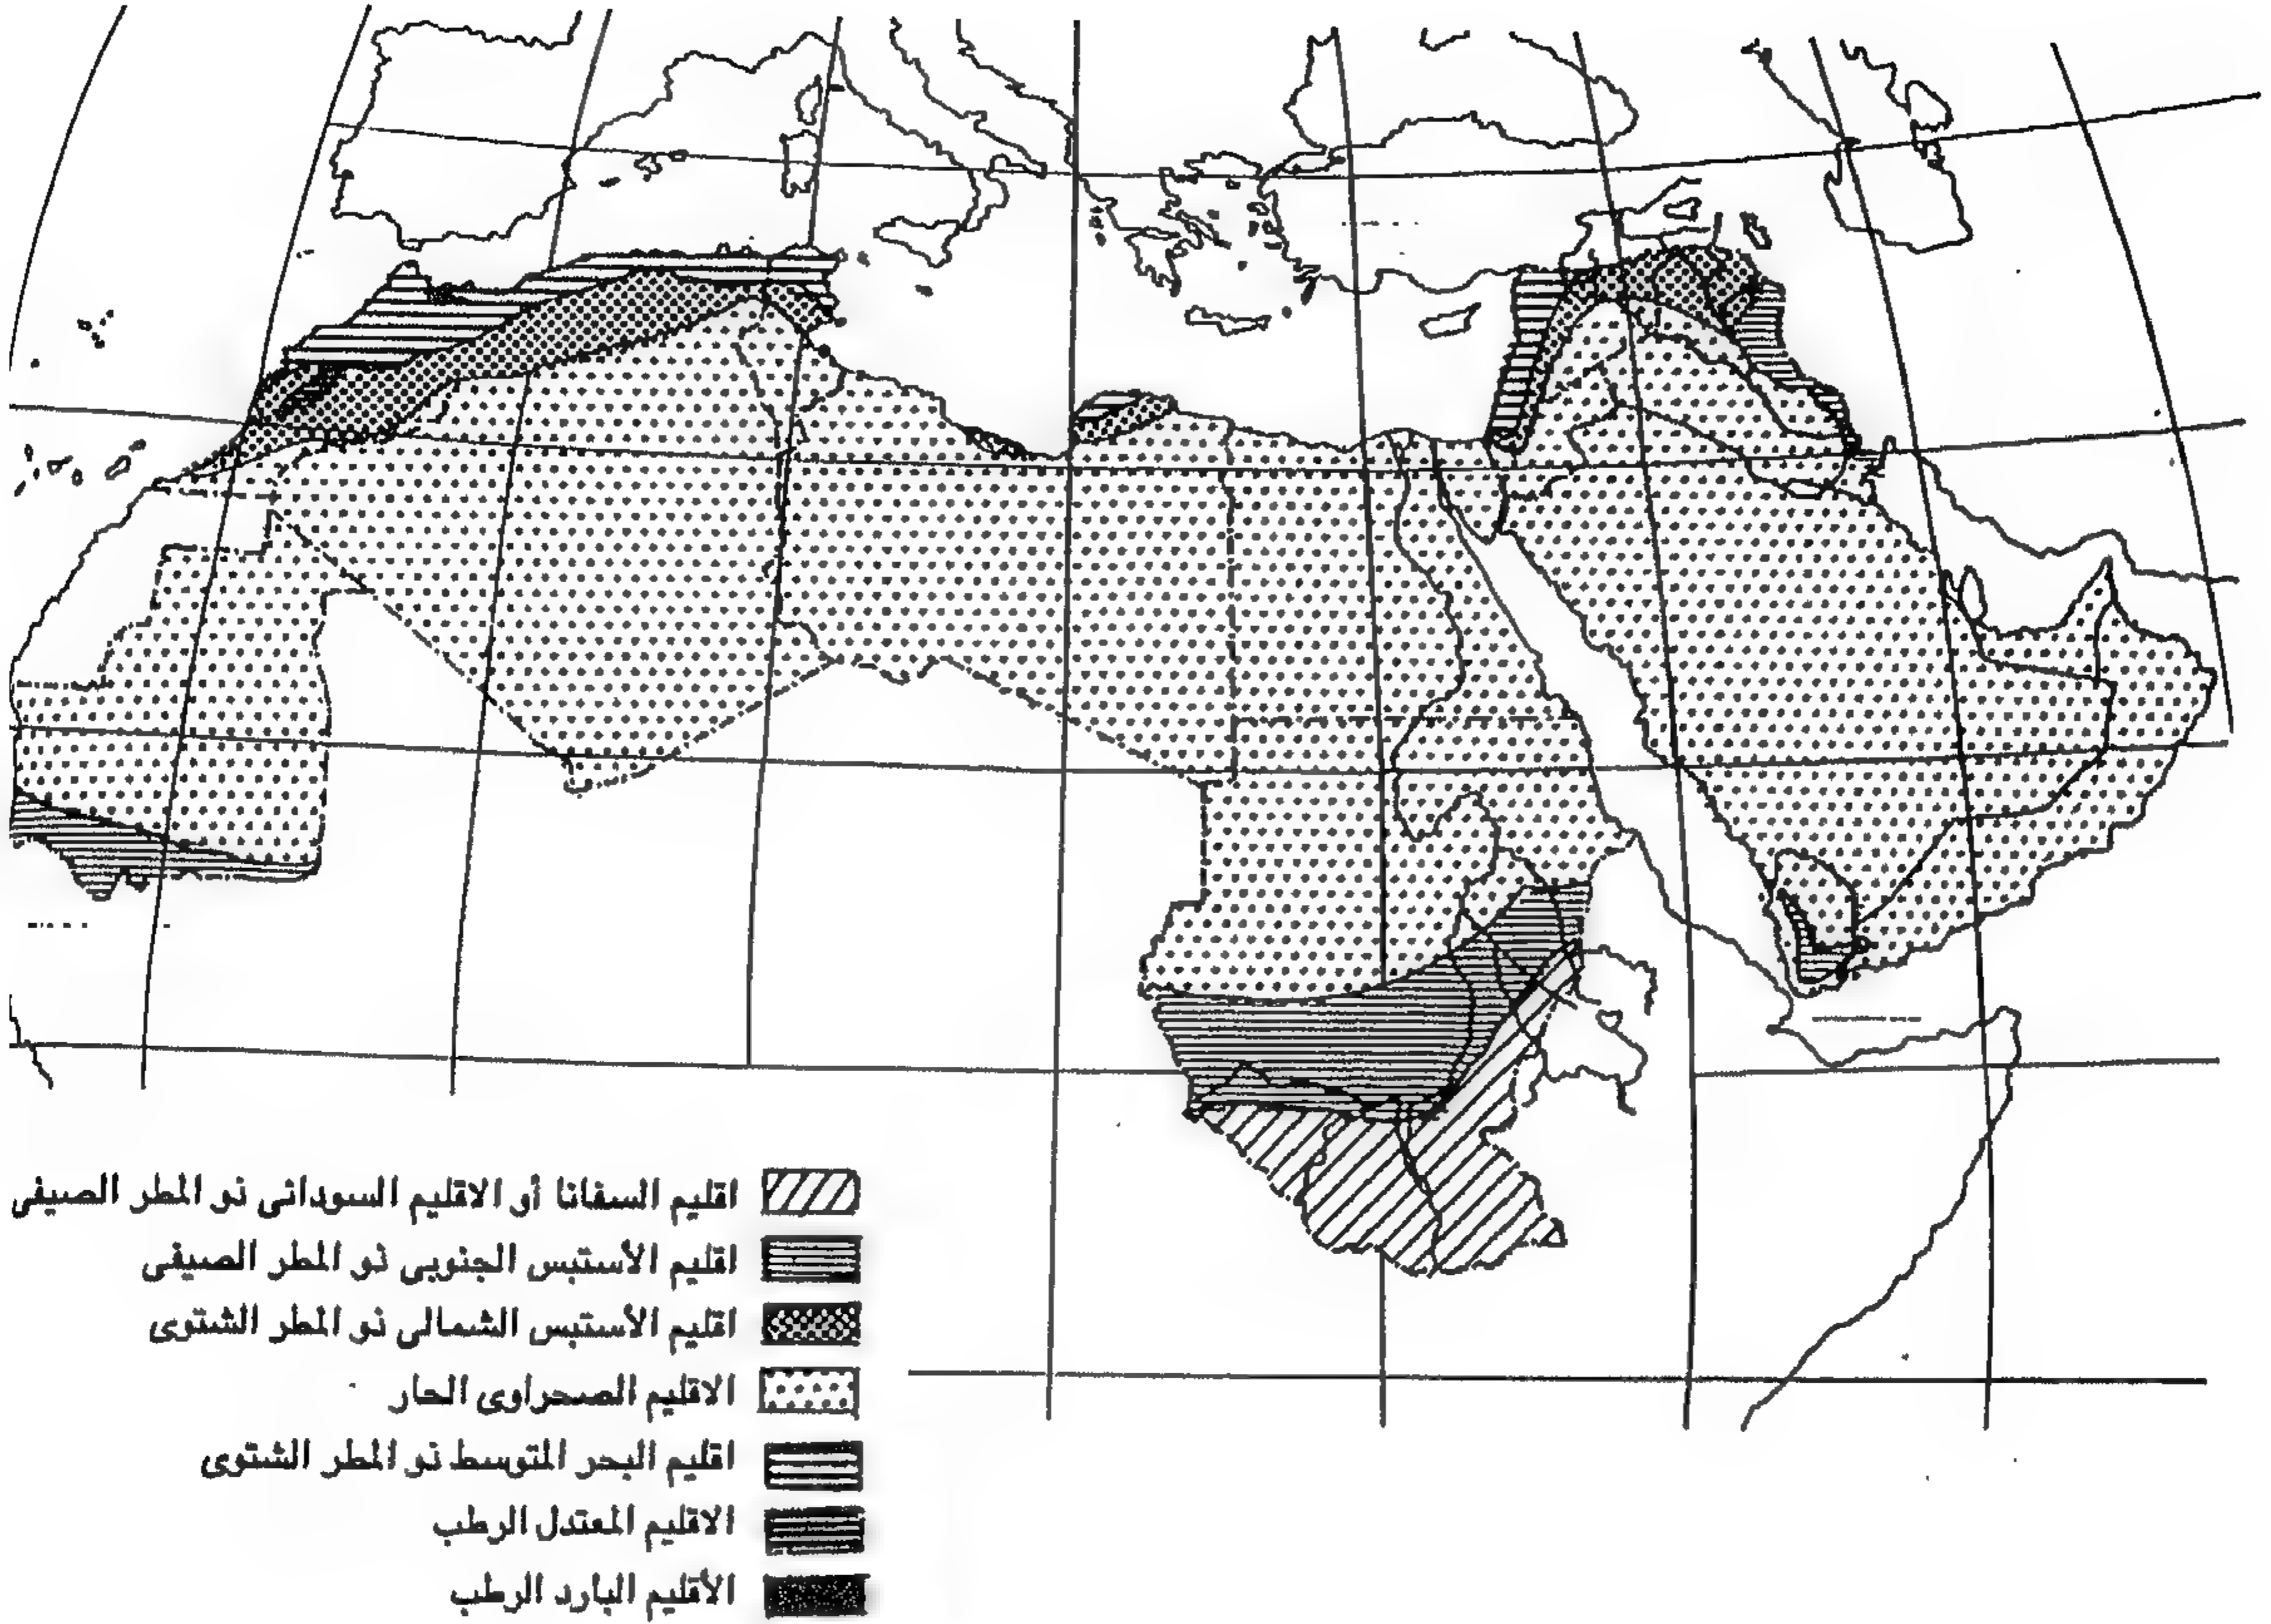 اقليم السفانا أو الاقليم السودانى ذو المطر الصيفى
اقليم الأستبس الجنوبى ذو المطر الصيفى
اقليم الأستبس الشمالى ذو المطر الشتوى
الاقليم الصحراوى الحار
اقليم البحر المتوسط ذو المطر الشتوى
الاقليم المعتدل الرطب
الأقليم البارد الرطب